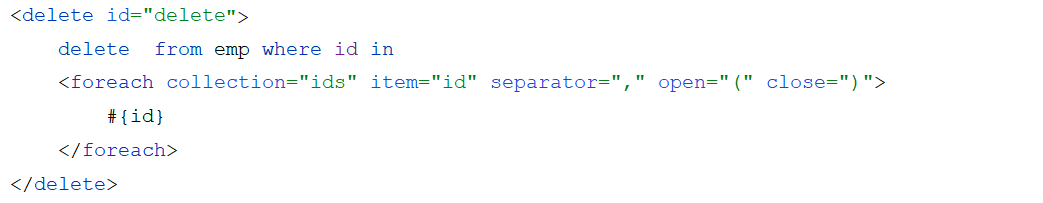 <delete id="delete">
    delete  from emp where id in
    <foreach collection="ids" item="id" separator="," open="(" close=")">
        #{id}
    </foreach>
</delete>